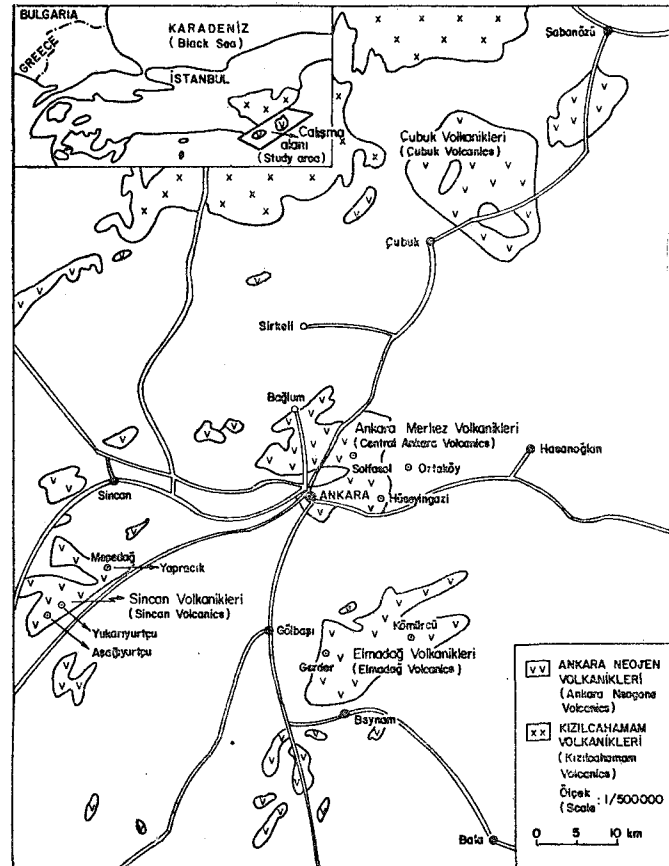 BULGARIA
GREECE
KARADENİZ
(Black Sea)
İSTANBUL
Çalışma
alanı
(Study area)
Şabanözü
Çubuk Volkanikleri
(Çubuk Volcanics)
Çubuk
Sirkeli
Bağlum
Ankara Merkez Volkanikleri
(Central Ankara Volcanics)
Solfasol
Ortaköy
Hasanoğlan
Sincan
ANKARA
Hüseyingazi
Meşedağ
Yapracık
Sincan Volkanikleri
(Sincan Volcanics)
Yukarıyurtçu
Aşağıyurtçu
Gölbaşı
Kömürcü
Gerder
Elmadağ Volkanikleri
(Elmadağ Volcanics)
Beynam
Bala
v v ANKARA NEOJEN
VOLKANİKLERİ
(Ankara Neogene
Volcanics)
x x KIZILCAHAMAM
VOLKANİKLERİ
(Kızılcahamam
Volcanics)
Ölçek
(Scale : 1/500000
0 5 10 km